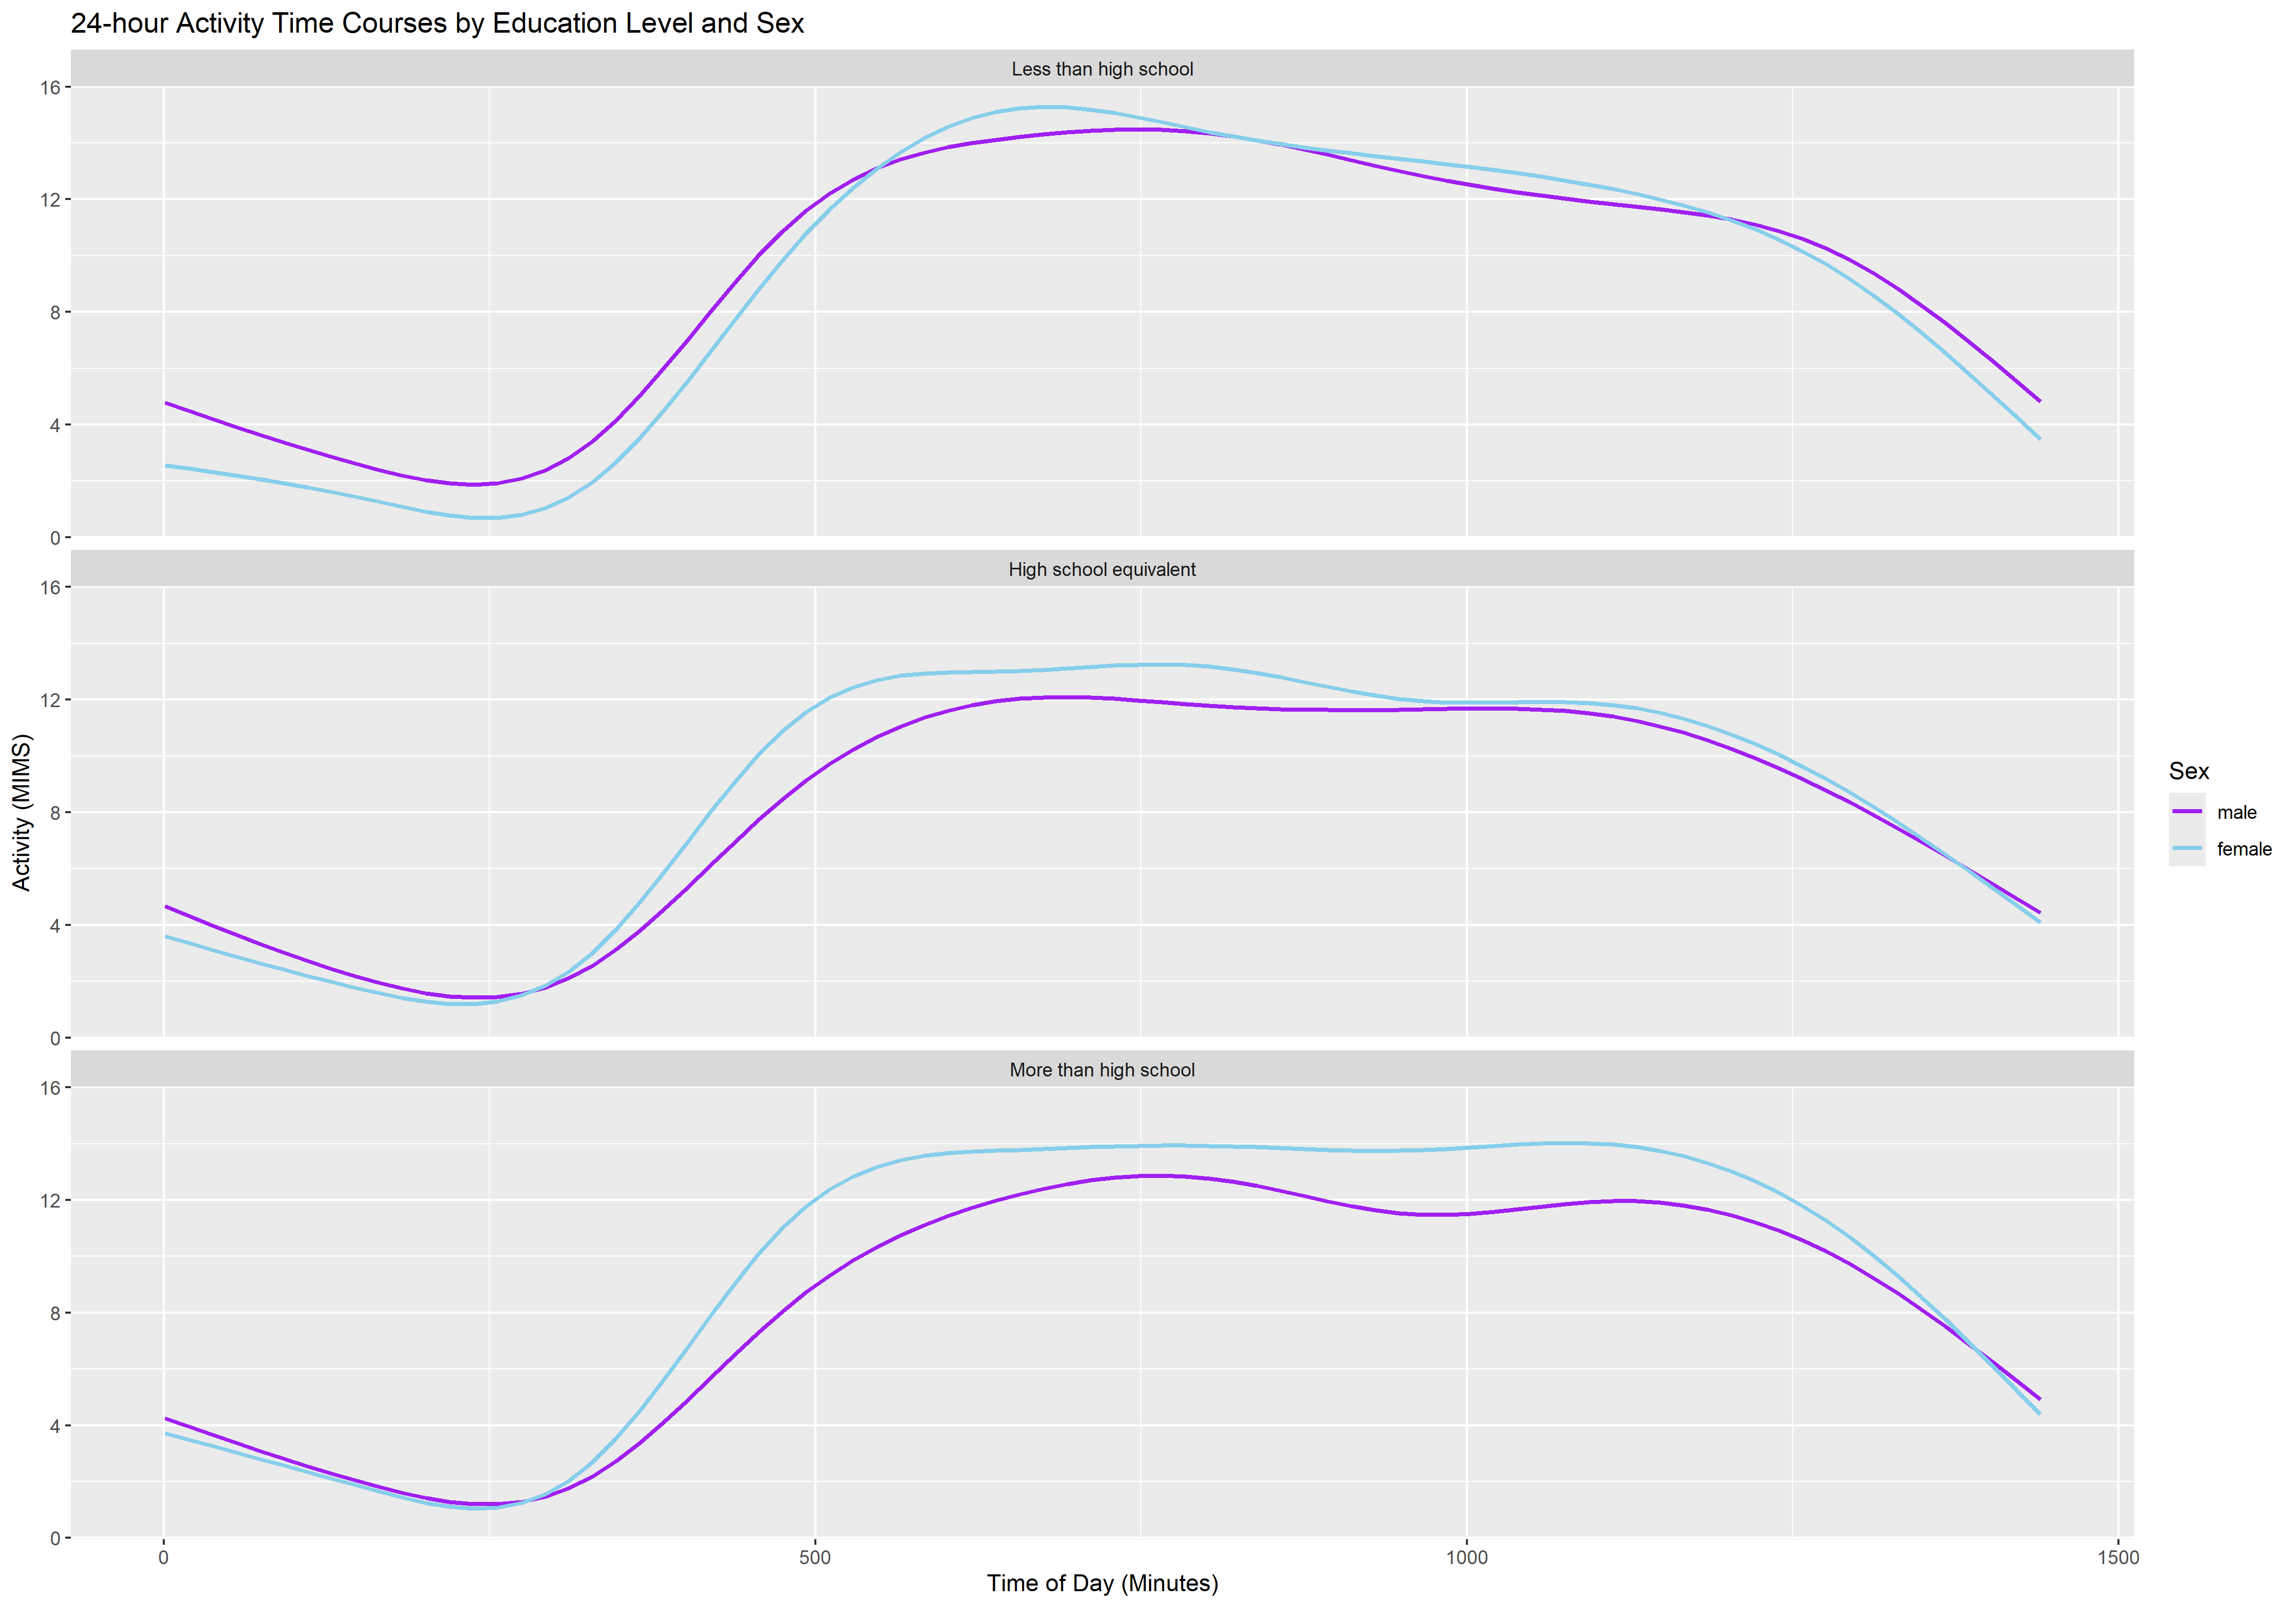 24-hour Activity Time Courses by Education Level and Sex
Less than high school
16
12
8
4
0
High school equivalent
16
12
8
4
0
More than high school
16
12
8
4
0
0 500 1000 1500
Time of Day (Minutes)
Activity (MIMS)
Sex
male
female